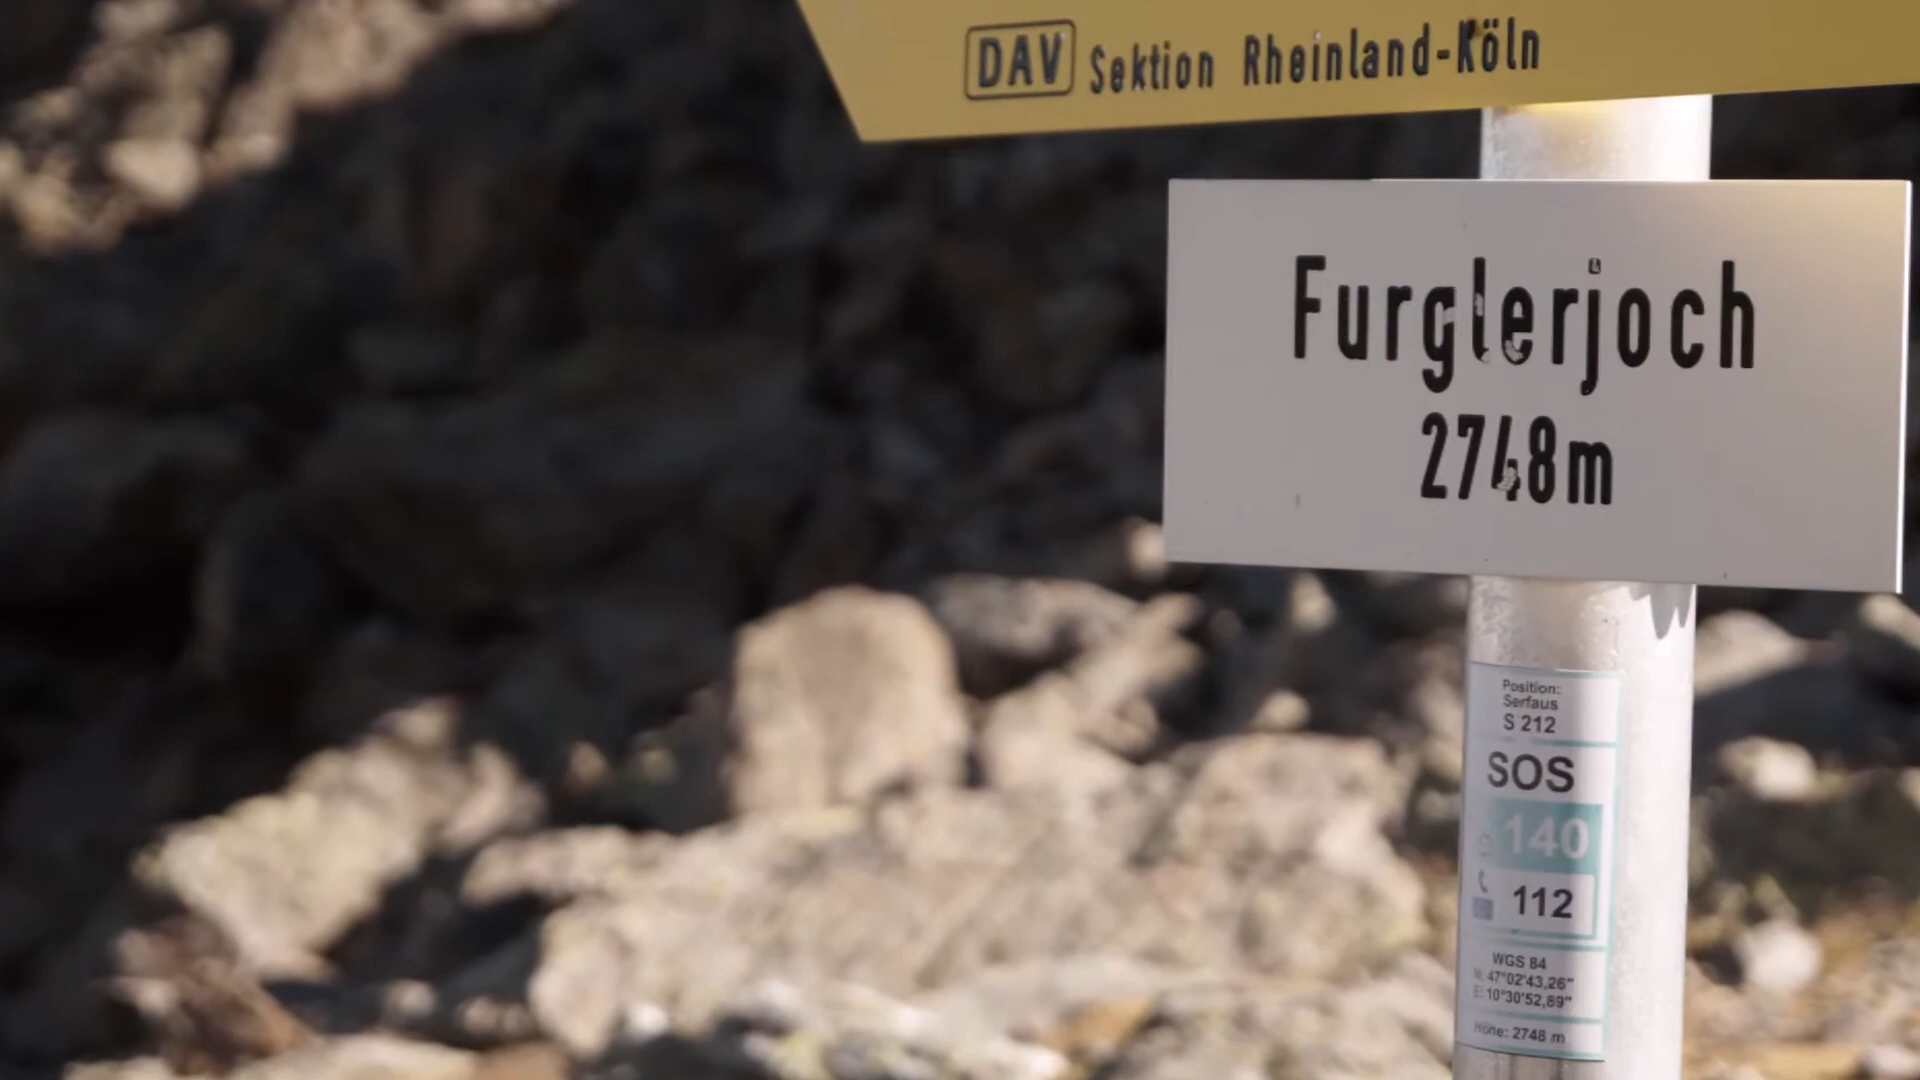 DAV Sektion Rheinland-Köln
Furglerjoch
2748m
Position:
Serfaus
S 212
SOS
140
112
WGS 84
N: 47°02'43,26"
E: 10°30'52,89"
Höhe: 2748 m